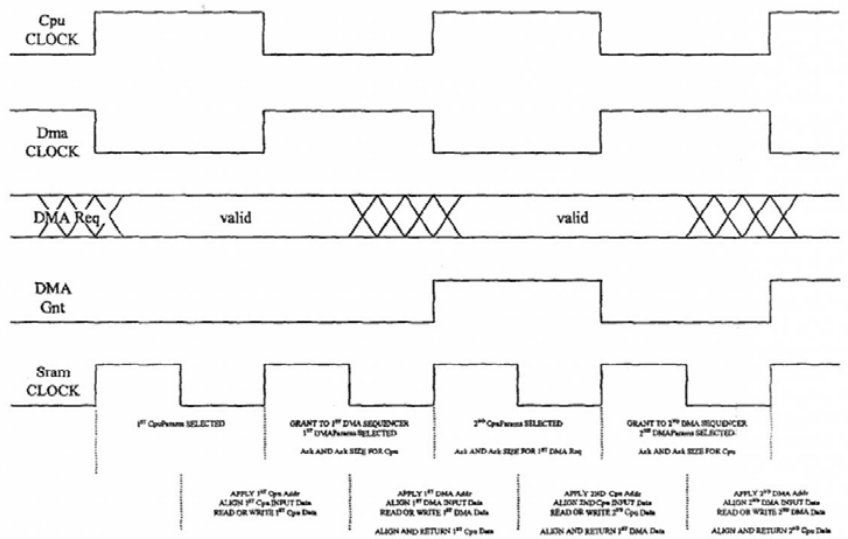 Cpu
CLOCK
Dma
CLOCK
DMA Req
valid
valid
DMA
Gnt
Sram
CLOCK
1ST CpuParams SELECTED
GRANT TO 1ST DMA SEQUENCER
1ST DMAParams SELECTED
Ack AND Ack SIZE FOR Cpu
2ND CpuParams SELECTED
Ack AND Ack SIZE FOR 1ST DMA Req
GRANT TO 2ND DMA SEQUENCER
2ND DMAParams SELECTED
Ack AND Ack SIZE FOR Cpu
APPLY 1ST Cpu Addr
ALIGN 1ST Cpu INPUT Data
READ OR WRITE 1ST Cpu Data
APPLY 1ST DMA Addr
ALIGN 1ST DMA INPUT Data
READ OR WRITE 1ST DMA Data
ALIGN AND RETURN 1ST Cpu Data
APPLY 2ND Cpu Addr
ALIGN 2ND Cpu INPUT Data
READ OR WRITE 2ND Cpu Data
ALIGN AND RETURN 1ST DMA Data
APPLY 2ND DMA Addr
ALIGN 2ND DMA INPUT Data
READ OR WRITE 2ND DMA Data
ALIGN AND RETURN 2ND Cpu Data